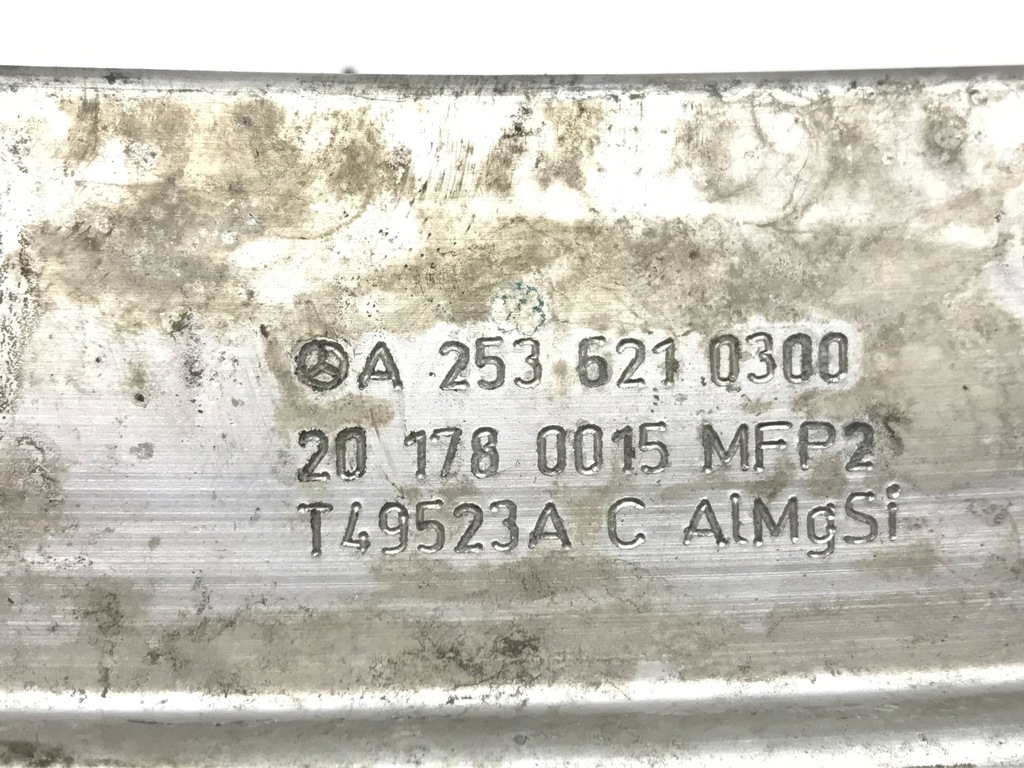 A 253 621 0300
20 178 0015 MFP2
T49523A C AlMgSi